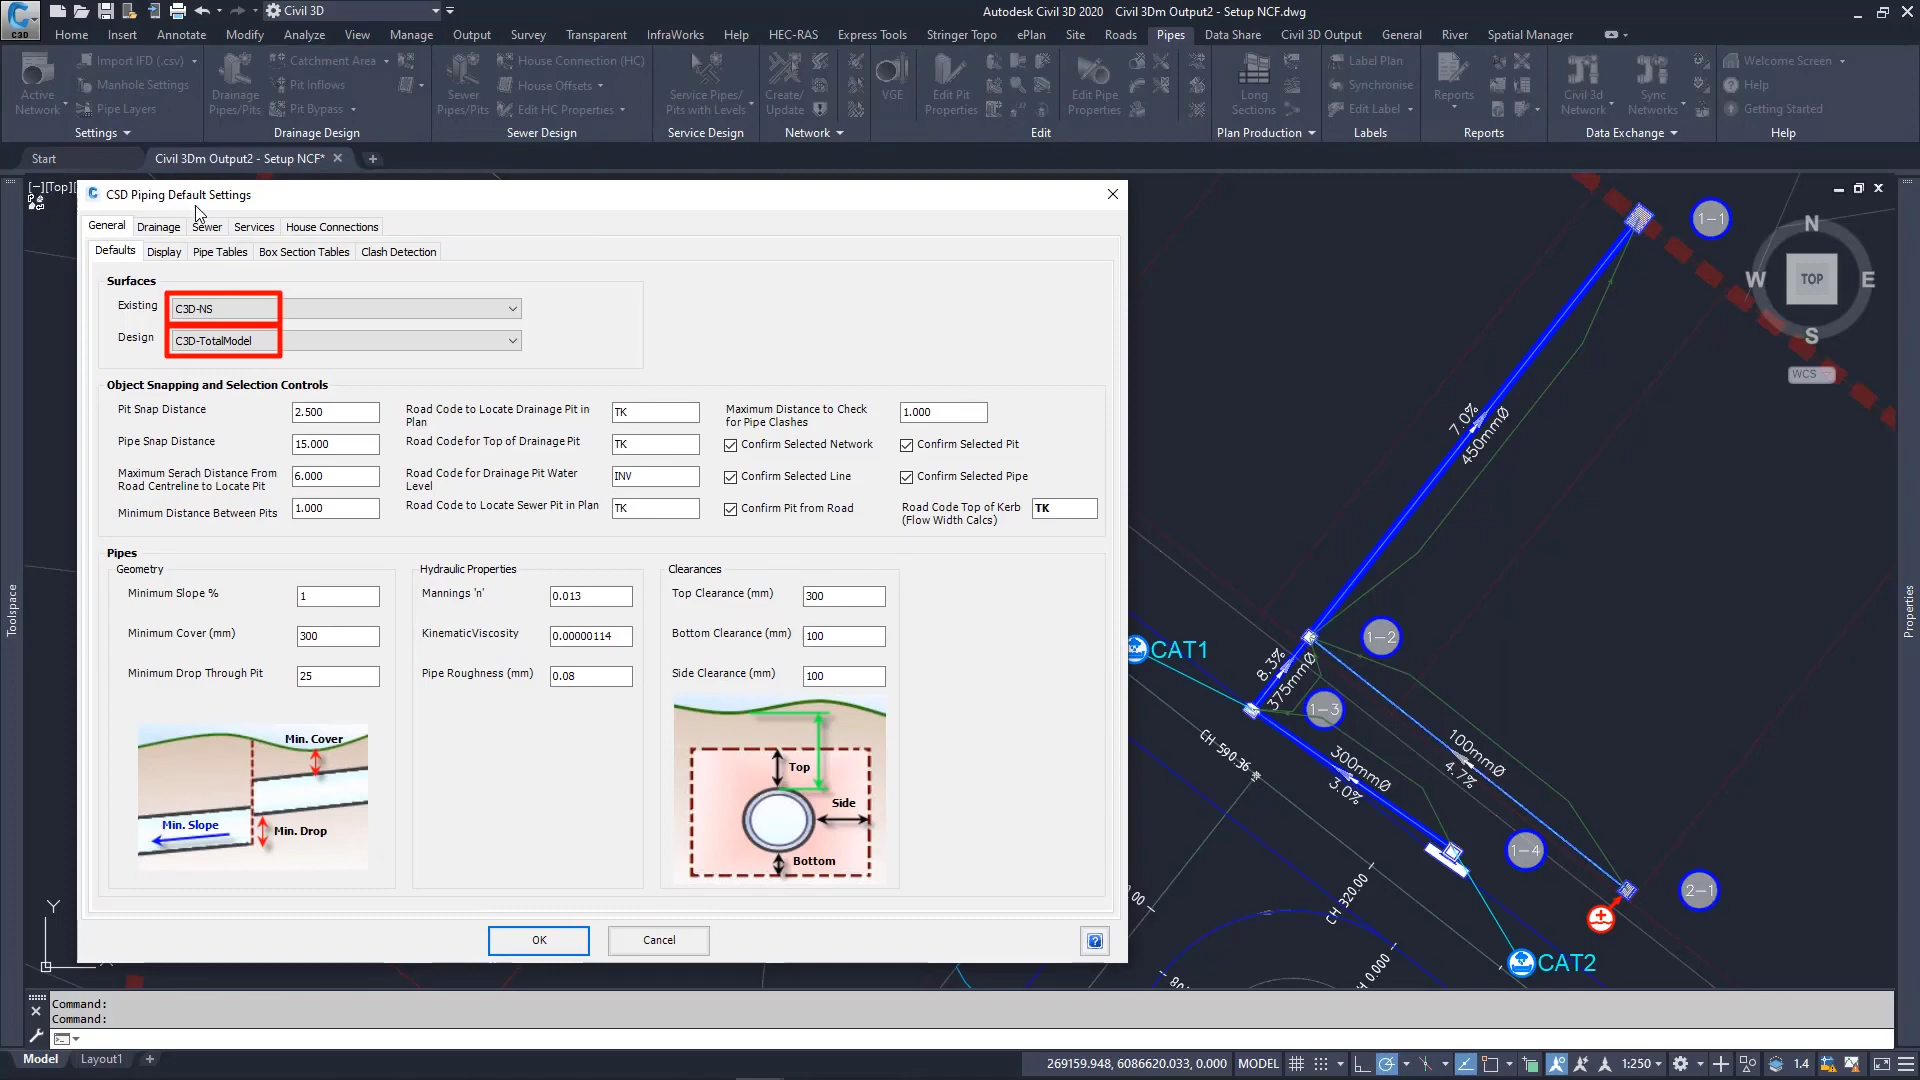 C3D
Civil 3D
Autodesk Civil 3D 2020 Civil 3Dm Output2 - Setup NCF.dwg
Home Insert Annotate Modify Analyze View Manage Output Survey Transparent InfraWorks Help HEC-RAS Express Tools Stringer Topo ePlan Site Roads Pipes Data Share Civil 3D Output General River Spatial Manager
Active Network
Import IFD (.csv)
Manhole Settings
Pipe Layers
Settings
Drainage Pipes/Pits
Catchment Area
Pit Inflows
Pit Bypass
Drainage Design
Sewer Pipes/Pits
House Connection (HC)
House Offsets
Edit HC Properties
Sewer Design
Service Pipes/
Pits with Levels
Service Design
Create/
Update
Network
VGE
Edit Pit
Properties
Edit Pipe
Properties
Edit
Long
Sections
Plan Production
Label Plan
Synchronise
Edit Label
Labels
Reports
Reports
Civil 3d
Network
Sync
Networks
Data Exchange
Welcome Screen
Help
Getting Started
Help
Start
Civil 3Dm Output2 - Setup NCF*
[−][Top][
CSD Piping Default Settings
General Drainage Sewer Services House Connections
Defaults Display Pipe Tables Box Section Tables Clash Detection
Surfaces
Existing C3D-NS
Design C3D-TotalModel
Object Snapping and Selection Controls
Pit Snap Distance 2.500
Pipe Snap Distance 15.000
Maximum Serach Distance From
Road Centreline to Locate Pit 6.000
Minimum Distance Between Pits 1.000
Road Code to Locate Drainage Pit in
Plan TK
Road Code for Top of Drainage Pit TK
Road Code for Drainage Pit Water
Level INV
Road Code to Locate Sewer Pit in Plan TK
Maximum Distance to Check
for Pipe Clashes 1.000
Confirm Selected Network Confirm Selected Pit
Confirm Selected Line Confirm Selected Pipe
Confirm Pit from Road
Road Code Top of Kerb
(Flow Width Calcs) TK
Pipes
Geometry
Minimum Slope % 1
Minimum Cover (mm) 300
Minimum Drop Through Pit 25
Min. Cover
Min. Slope
Min. Drop
Hydraulic Properties
Mannings 'n' 0.013
KinematicViscosity 0.00000114
Pipe Roughness (mm) 0.08
Clearances
Top Clearance (mm) 300
Bottom Clearance (mm) 100
Side Clearance (mm) 100
Top
Side
Bottom
OK
Cancel
1-1
N
W TOP E
S
WCS
7.0%
450mmØ
CAT1
1-2
8.3%
375mmØ
1-3
CH 590.36
100mmØ
4.7%
300mmØ
3.0%
1-4
2-1
CH 320.00
CAT2
Toolspace
Properties
Y
Command:
Command:
Model Layout1
269159.948, 6086620.033, 0.000 MODEL 1:250 1.4